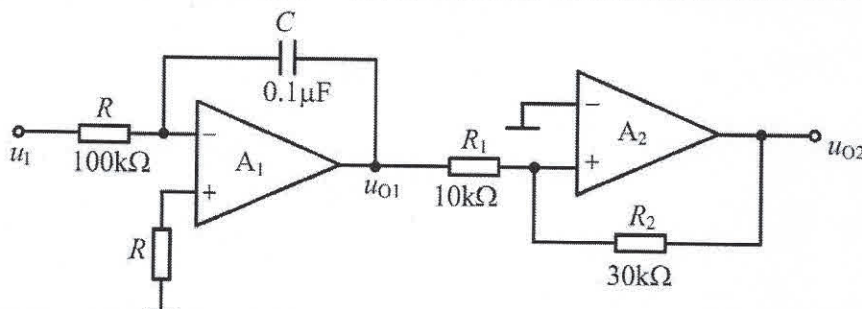 C
0.1μF
R
u_I
100kΩ
−
A₁
+
R
u_O1
R₁
10kΩ
−
A₂
+
u_O2
R₂
30kΩ